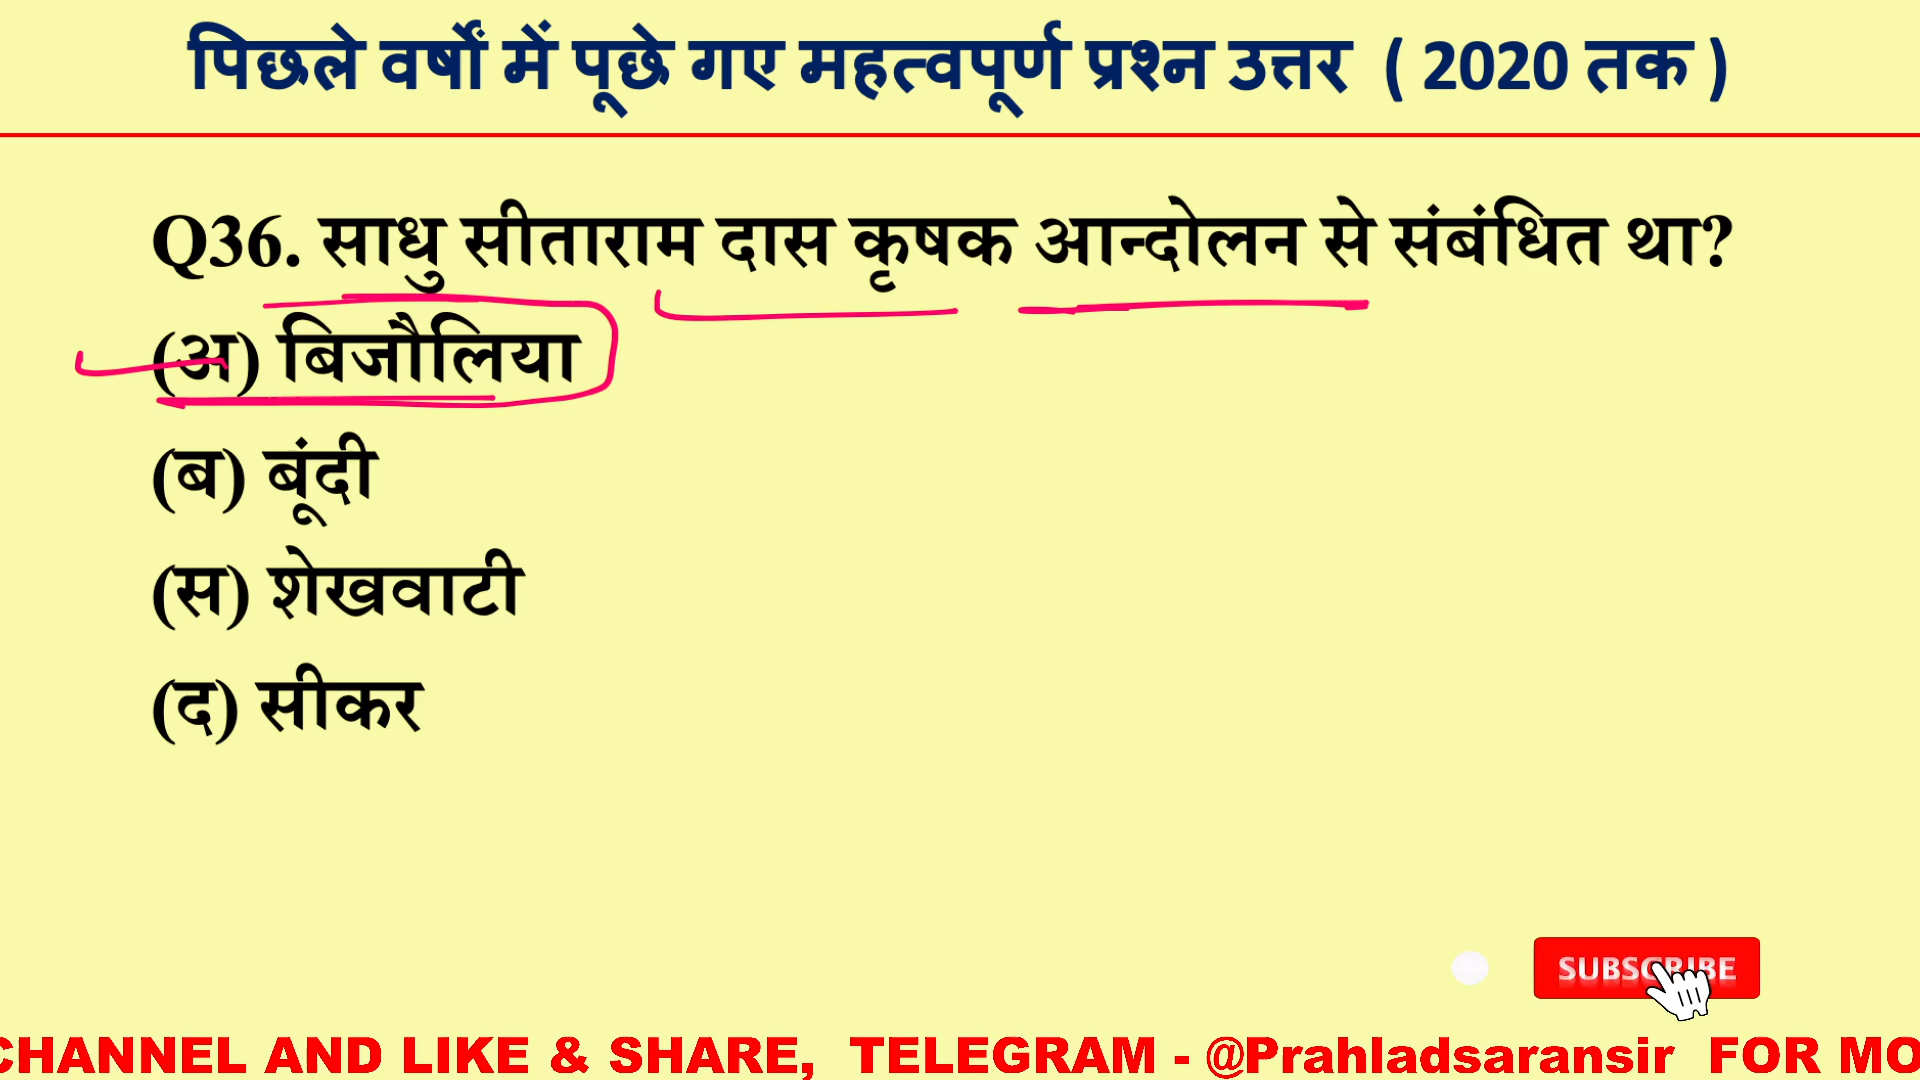 पिछले वर्षों में पूछे गए महत्वपूर्ण प्रश्न उत्तर ( 2020 तक )
Q36. साधु सीताराम दास कृषक आन्दोलन से संबंधित था?
(अ) बिजौलिया
(ब) बूंदी
(स) शेखवाटी
(द) सीकर
SUBSCRIBE
CHANNEL AND LIKE & SHARE, TELEGRAM - @Prahladsaransir FOR MO